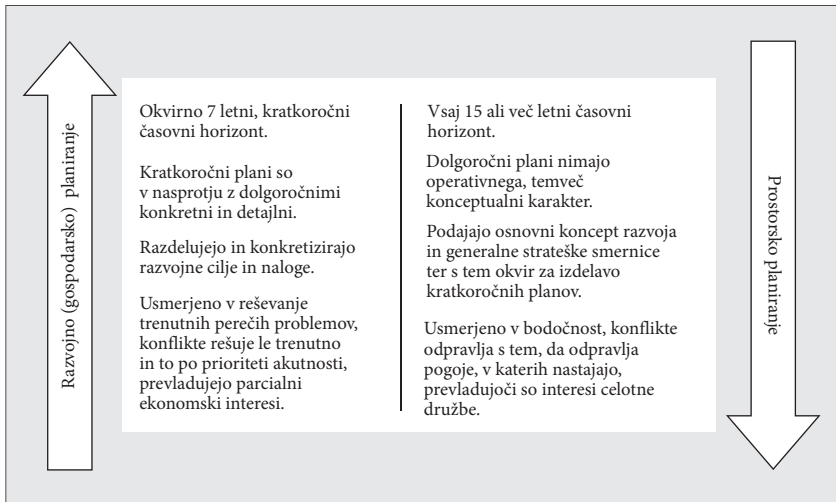 Razvojno (gospodarsko) planiranje
Okvirno 7 letni, kratkoročni
časovni horizont.
Kratkoročni plani so
v nasprotju z dolgoročnimi
konkretni in detajlni.
Razdelujejo in konkretizirajo
razvojne cilje in naloge.
Usmerjeno v reševanje
trenutnih perečih problemov,
konflikte rešuje le trenutno
in to po prioriteti akutnosti,
prevladujejo parcialni
ekonomski interesi.
Vsaj 15 ali več letni časovni
horizont.
Dolgoročni plani nimajo
operativnega, temveč
konceptualni karakter.
Podajajo osnovni koncept razvoja
in generalne strateške smernice
ter s tem okvir za izdelavo
kratkoročnih planov.
Usmerjeno v bodočnost, konflikte
odpravlja s tem, da odpravlja
pogoje, v katerih nastajajo,
prevladujoči so interesi celotne
družbe.
Prostorsko planiranje